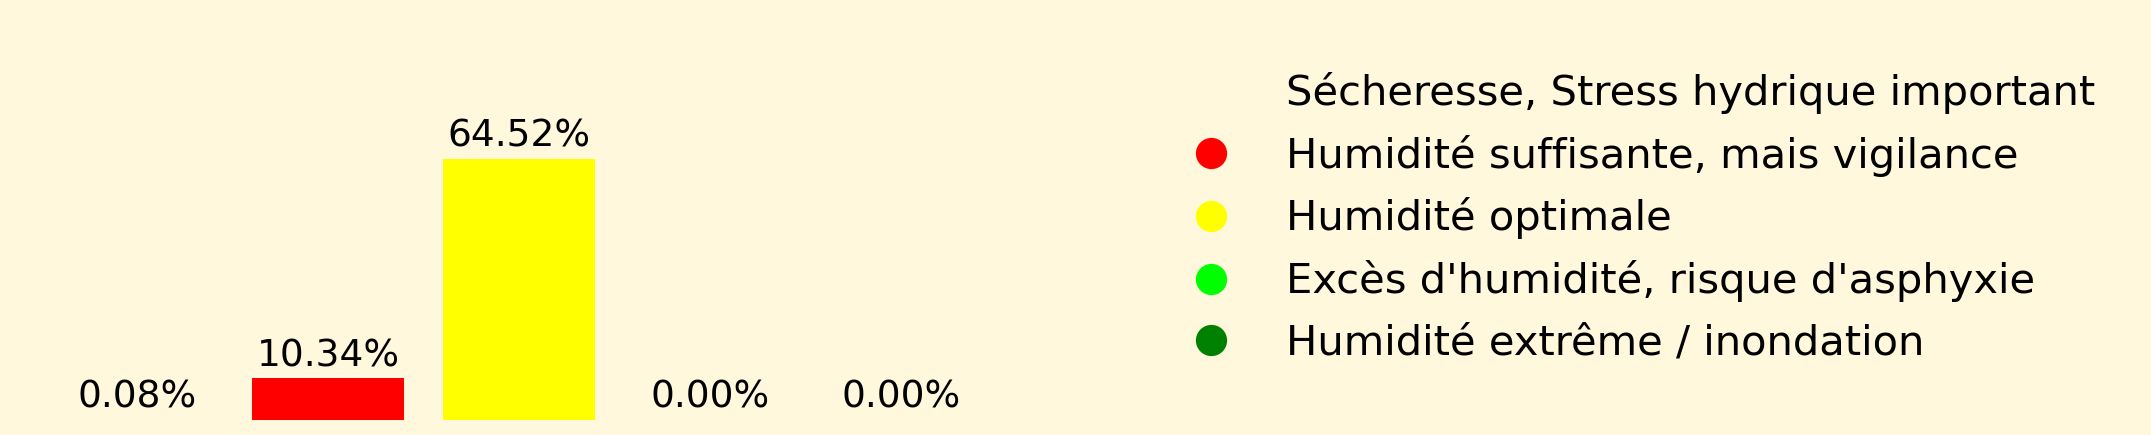 64.52%
10.34%
0.08%
0.00%
0.00%
Sécheresse, Stress hydrique important
Humidité suffisante, mais vigilance
Humidité optimale
Excès d'humidité, risque d'asphyxie
Humidité extrême / inondation